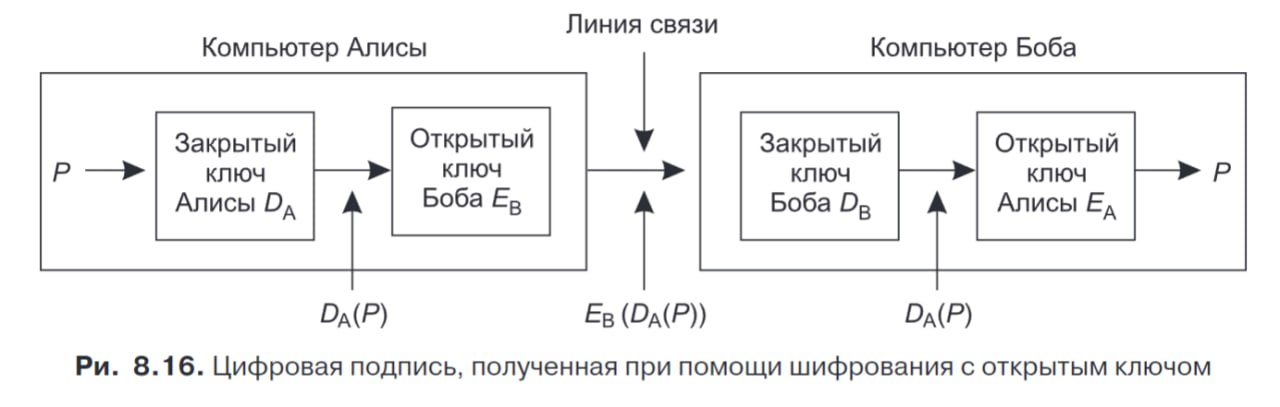 Линия связи
Компьютер Алисы
Компьютер Боба
P
Закрытый
ключ
Алисы D_A
Открытый
ключ
Боба E_B
Закрытый
ключ
Боба D_B
Открытый
ключ
Алисы E_A
P
D_A(P)
E_B (D_A(P))
D_A(P)
Ри. 8.16. Цифровая подпись, полученная при помощи шифрования с открытым ключом